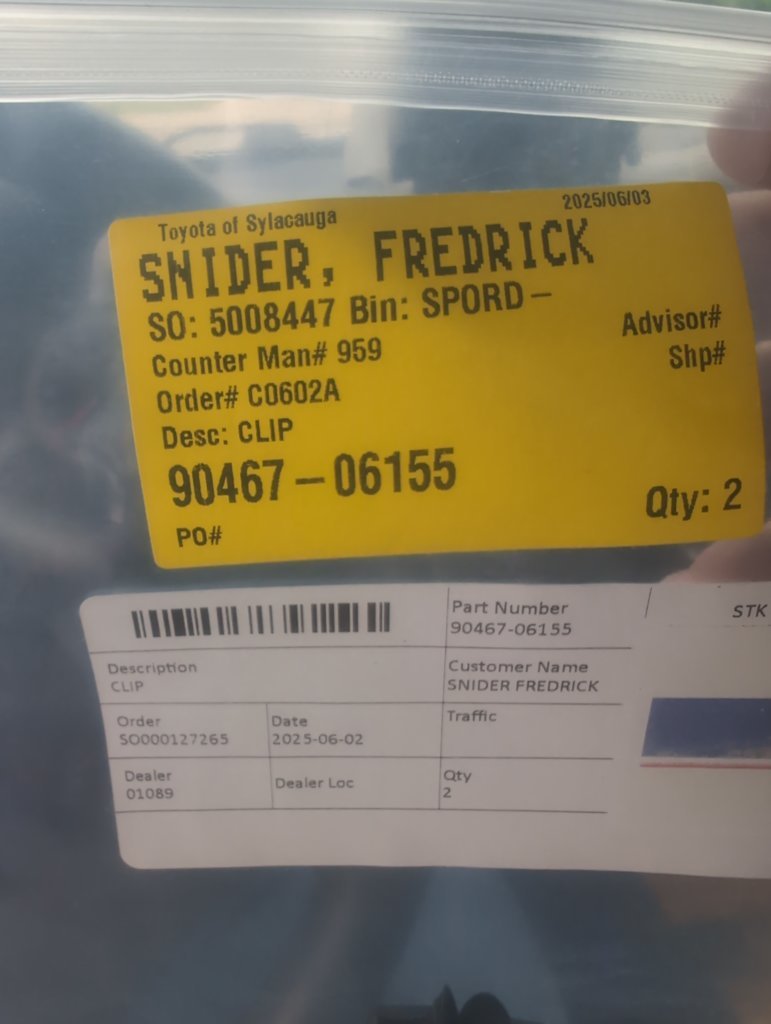 2025/06/03
Toyota of Sylacauga
SNIDER, FREDRICK
SO: 5008447 Bin: SPORD-
Advisor#
Counter Man# 959
Shp#
Order# C0602A
Desc: CLIP
90467-06155
Qty: 2
PO#
Part Number
90467-06155
STK
Description
CLIP
Customer Name
SNIDER FREDRICK
Order
SO000127265
Date
2025-06-02
Traffic
Dealer
01089
Dealer Loc
Qty
2